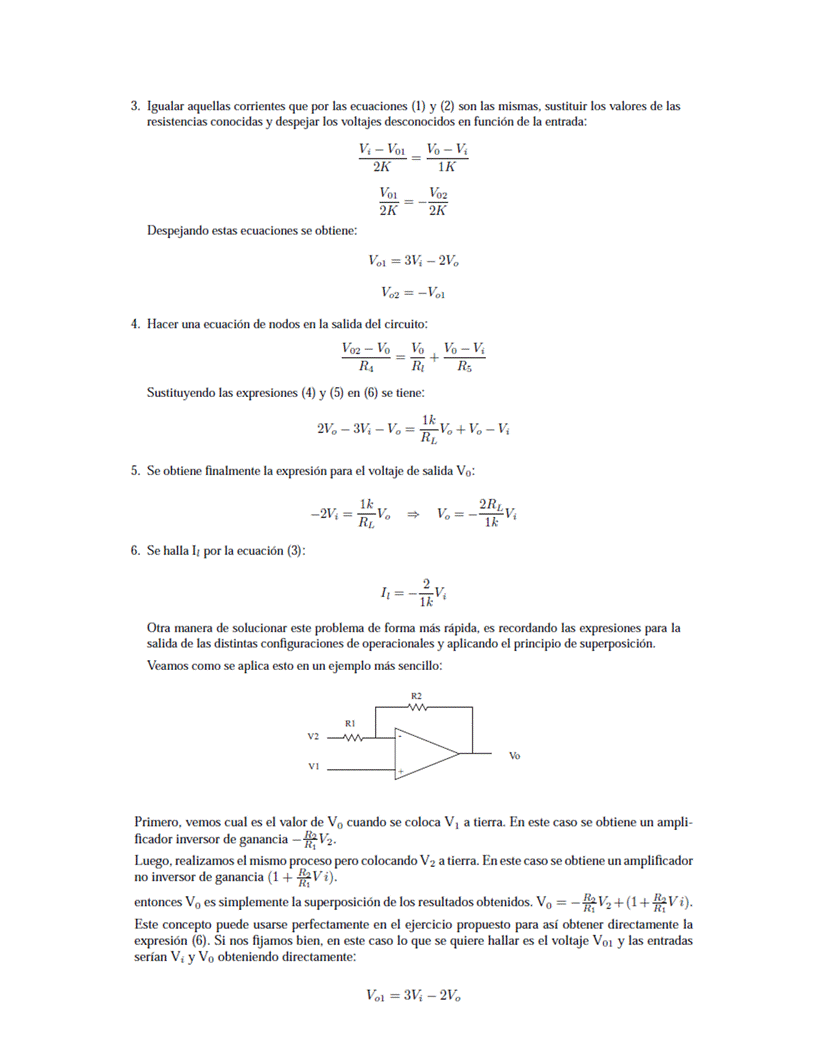 3. Igualar aquellas corrientes que por las ecuaciones (1) y (2) son las mismas, sustituir los valores de las
resistencias conocidas y despejar los voltajes desconocidos en función de la entrada:
\frac{V_i - V_{01}}{2K} = \frac{V_0 - V_i}{1K}
\frac{V_{01}}{2K} = -\frac{V_{02}}{2K}
Despejando estas ecuaciones se obtiene:
V_{o1} = 3V_i - 2V_o
V_{o2} = -V_{o1}
4. Hacer una ecuación de nodos en la salida del circuito:
\frac{V_{02} - V_0}{R_4} = \frac{V_0}{R_l} + \frac{V_0 - V_i}{R_5}
Sustituyendo las expresiones (4) y (5) en (6) se tiene:
2V_o - 3V_i - V_o = \frac{1k}{R_L}V_o + V_o - V_i
5. Se obtiene finalmente la expresión para el voltaje de salida V_0:
-2V_i = \frac{1k}{R_L}V_o ⇒ V_o = -\frac{2R_L}{1k}V_i
6. Se halla I_l por la ecuación (3):
I_l = -\frac{2}{1k}V_i
Otra manera de solucionar este problema de forma más rápida, es recordando las expresiones para la
salida de las distintas configuraciones de operacionales y aplicando el principio de superposición.
Veamos como se aplica esto en un ejemplo más sencillo:
R2
R1
V2
-
Vo
V1
+
Primero, vemos cual es el valor de V_0 cuando se coloca V_1 a tierra. En este caso se obtiene un ampli-
ficador inversor de ganancia -\frac{R_2}{R_1}V_2.
Luego, realizamos el mismo proceso pero colocando V_2 a tierra. En este caso se obtiene un amplificador
no inversor de ganancia (1 + \frac{R_2}{R_1}Vi).
entonces V_0 es simplemente la superposición de los resultados obtenidos. V_0 = -\frac{R_2}{R_1}V_2 + (1 + \frac{R_2}{R_1}Vi).
Este concepto puede usarse perfectamente en el ejercicio propuesto para así obtener directamente la
expresión (6). Si nos fijamos bien, en este caso lo que se quiere hallar es el voltaje V_{01} y las entradas
serían V_i y V_0 obteniendo directamente:
V_{o1} = 3V_i - 2V_o